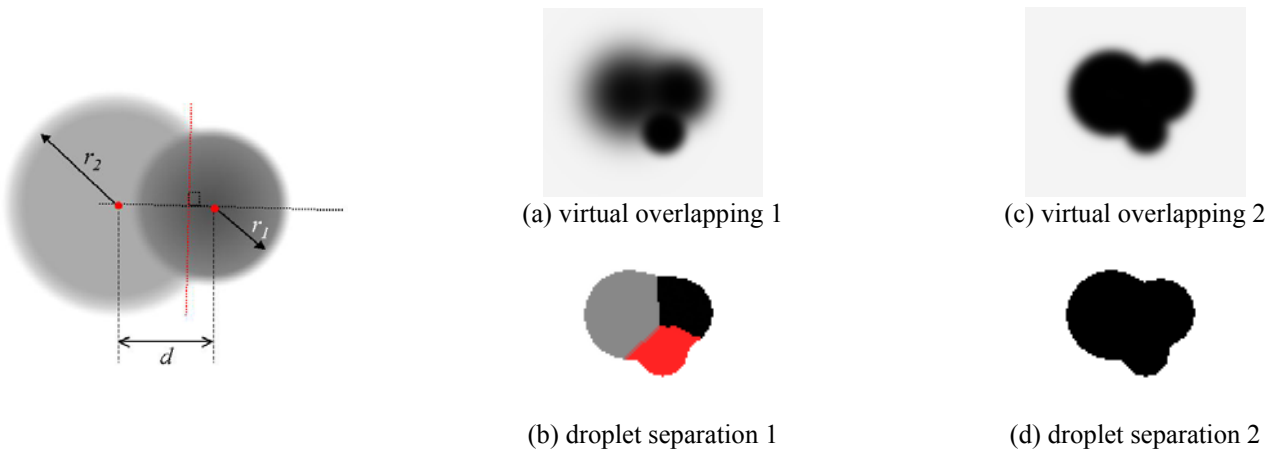 r2
r1
d
(a) virtual overlapping 1
(c) virtual overlapping 2
(b) droplet separation 1
(d) droplet separation 2